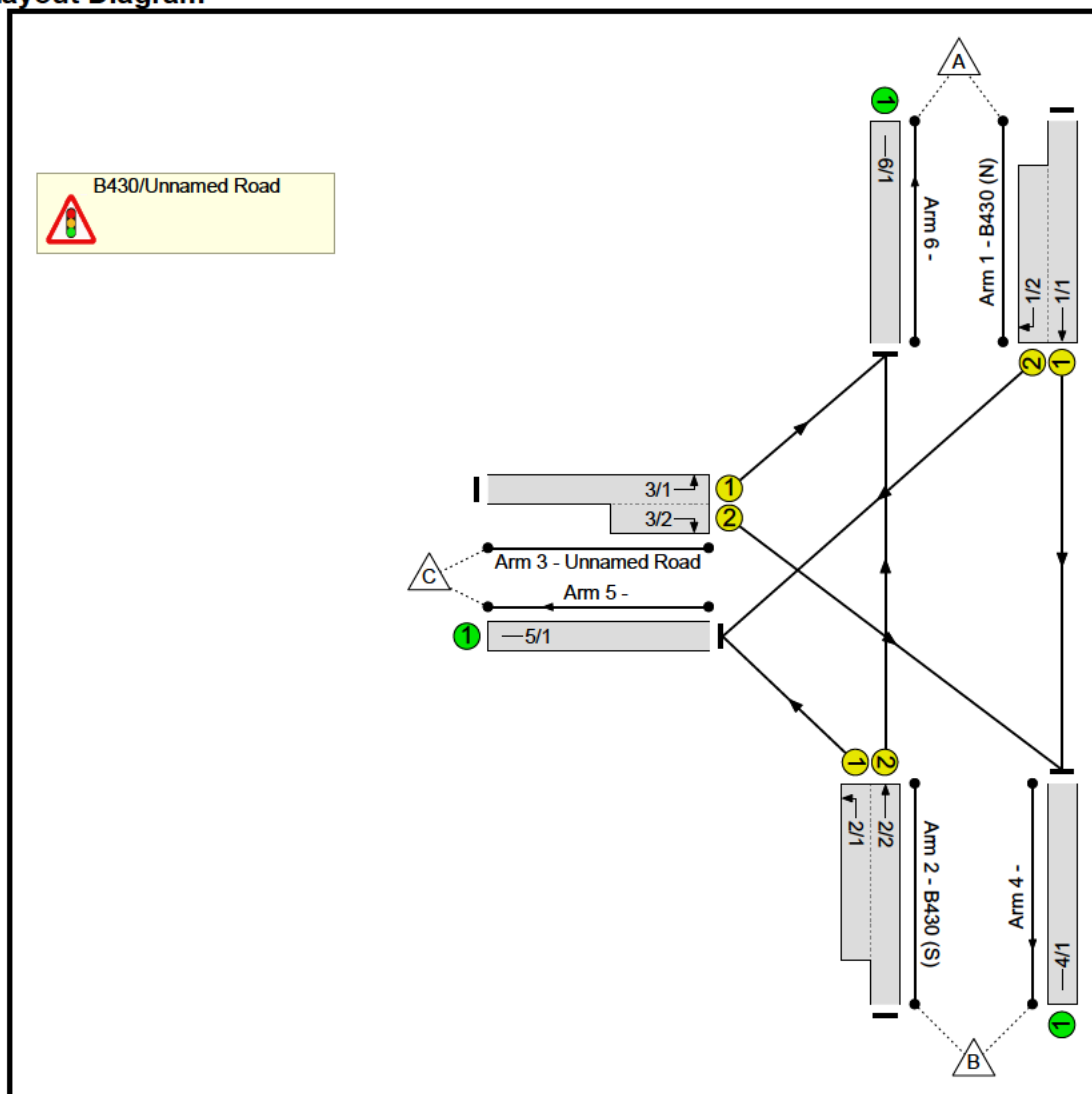 Layout Diagram
B430/Unnamed Road
A
1
6/1
Arm 6 -
Arm 1 - B430 (N)
1/2
1/1
2
1
3/1
1
3/2
2
Arm 3 - Unnamed Road
C
Arm 5 -
1
5/1
1
2
2/1
2/2
Arm 2 - B430 (S)
Arm 4 -
4/1
1
B